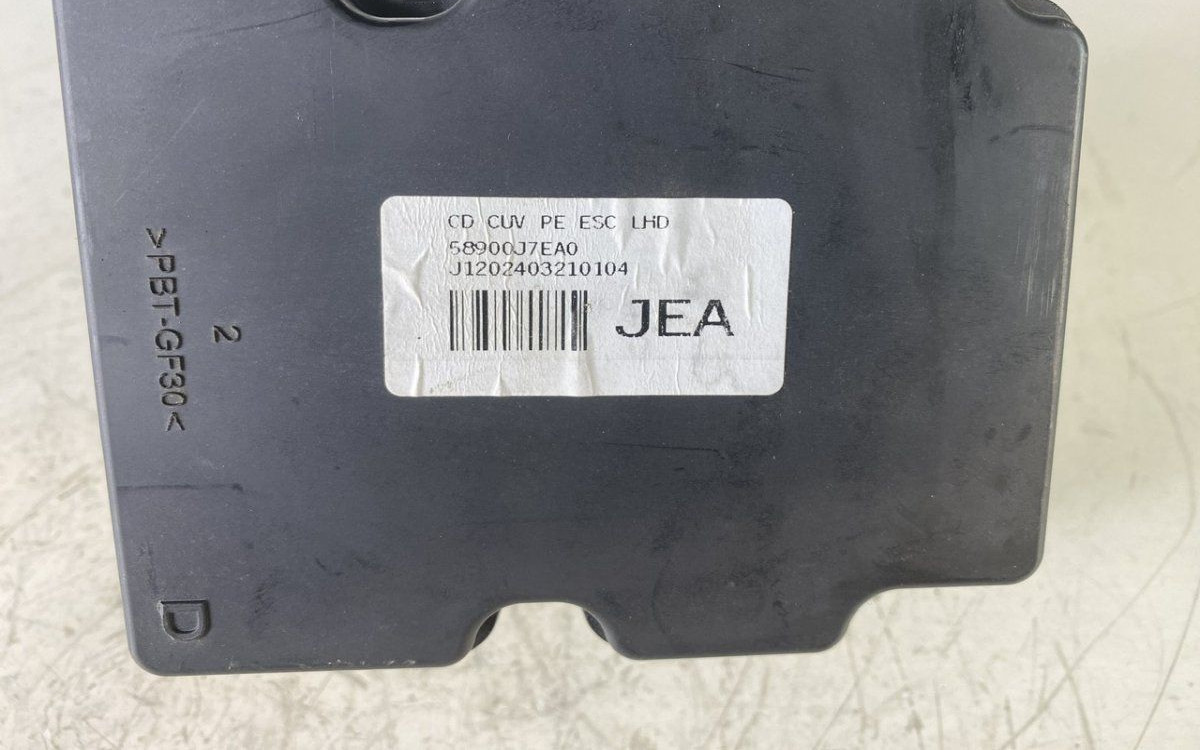 CD CUV PE ESC LHD
58900J7EA0
J1202403210104
JEA
>PBT-GF30<
2
D